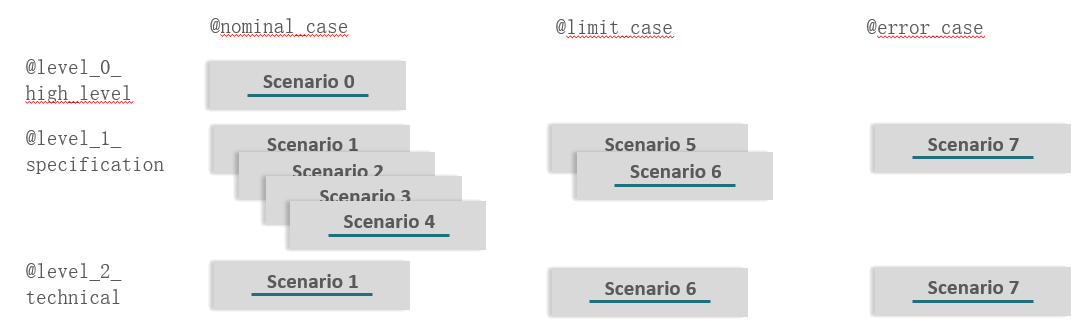 @nominal_case
@limit_case
@error_case
@level_0_
high_level
Scenario 0
@level_1_
specification
Scenario 1
Scenario 2
Scenario 3
Scenario 4
Scenario 5
Scenario 6
Scenario 7
@level_2_
technical
Scenario 1
Scenario 6
Scenario 7